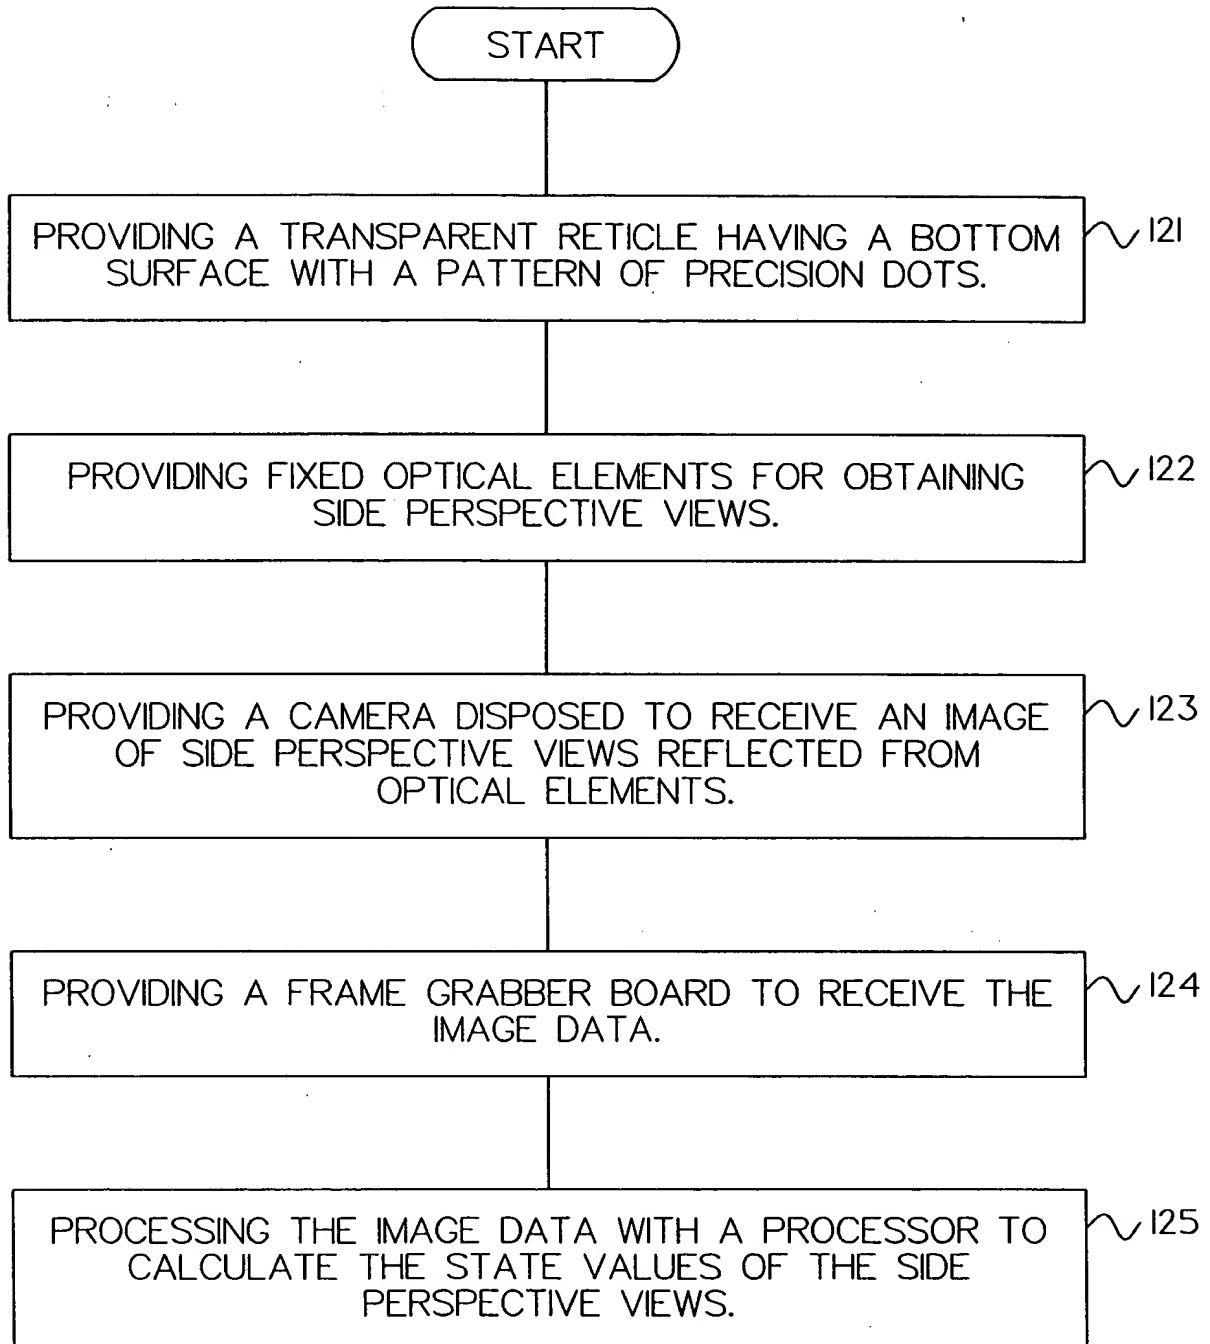 START
PROVIDING A TRANSPARENT RETICLE HAVING A BOTTOM
SURFACE WITH A PATTERN OF PRECISION DOTS.
121
PROVIDING FIXED OPTICAL ELEMENTS FOR OBTAINING
SIDE PERSPECTIVE VIEWS.
122
PROVIDING A CAMERA DISPOSED TO RECEIVE AN IMAGE
OF SIDE PERSPECTIVE VIEWS REFLECTED FROM
OPTICAL ELEMENTS.
123
PROVIDING A FRAME GRABBER BOARD TO RECEIVE THE
IMAGE DATA.
124
PROCESSING THE IMAGE DATA WITH A PROCESSOR TO
CALCULATE THE STATE VALUES OF THE SIDE
PERSPECTIVE VIEWS.
125